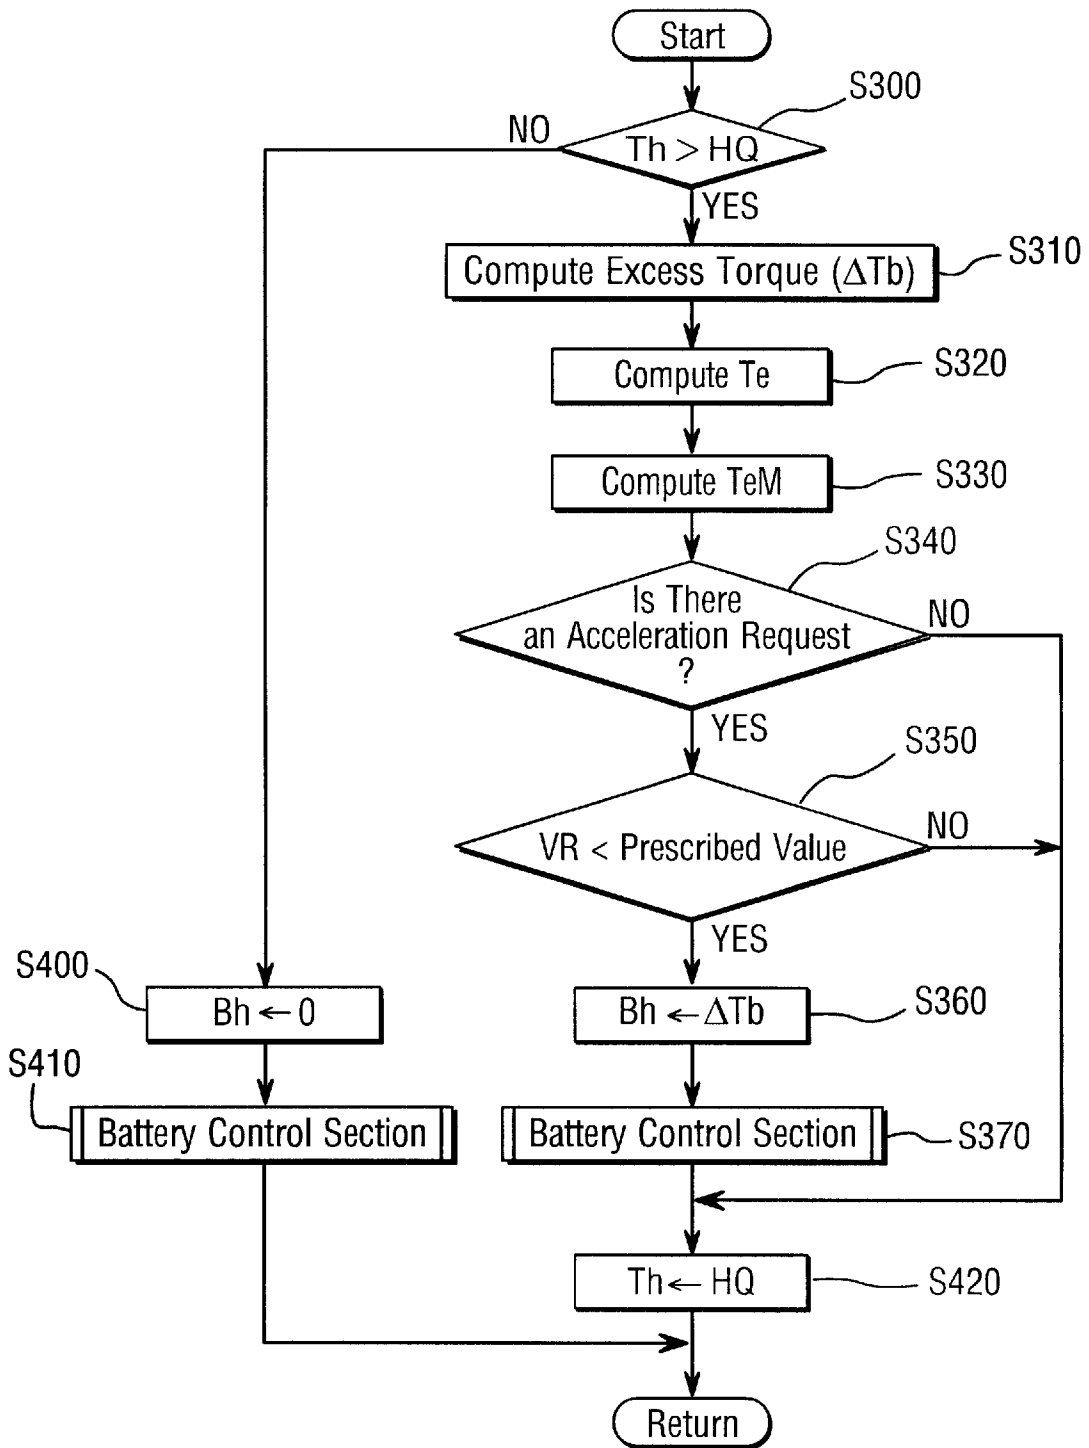 Start
S300
NO
Th > HQ
YES
S310
Compute Excess Torque (ΔTb)
S320
Compute Te
S330
Compute TeM
S340
Is There
an Acceleration Request
?
NO
YES
S350
VR < Prescribed Value
NO
YES
S400
Bh ← 0
S360
Bh ← ΔTb
S410
Battery Control Section
Battery Control Section
S370
Th ← HQ
S420
Return